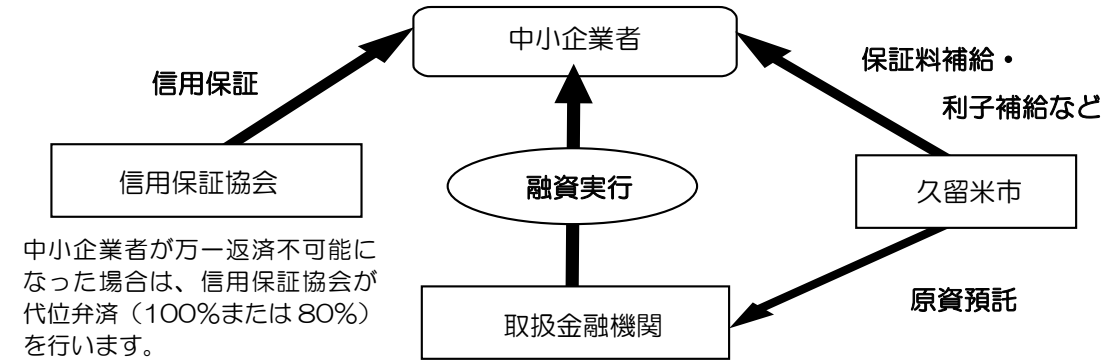 中小企業者
保証料補給・
利子補給など
信用保証
信用保証協会
融資実行
久留米市
中小企業者が万一返済不可能に
なった場合は、信用保証協会が
代位弁済（100％または80％）
を行います。
原資預託
取扱金融機関